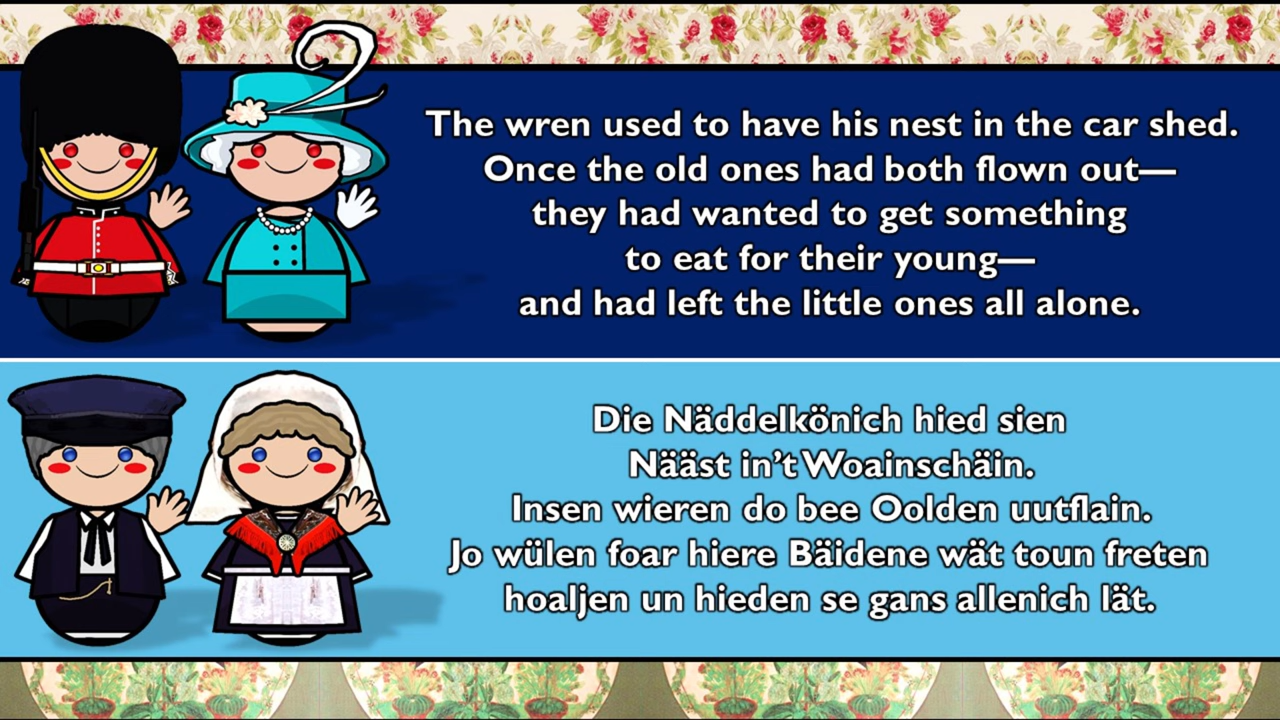 The wren used to have his nest in the car shed.
Once the old ones had both flown out—
they had wanted to get something
to eat for their young—
and had left the little ones all alone.
Die Näddelkönich hied sien
Nääst in’t Woainschäin.
Insen wieren do bee Oolden uutflain.
Jo wülen foar hiere Bäidene wät toun freten
hoaljen un hieden se gans allenich lät.